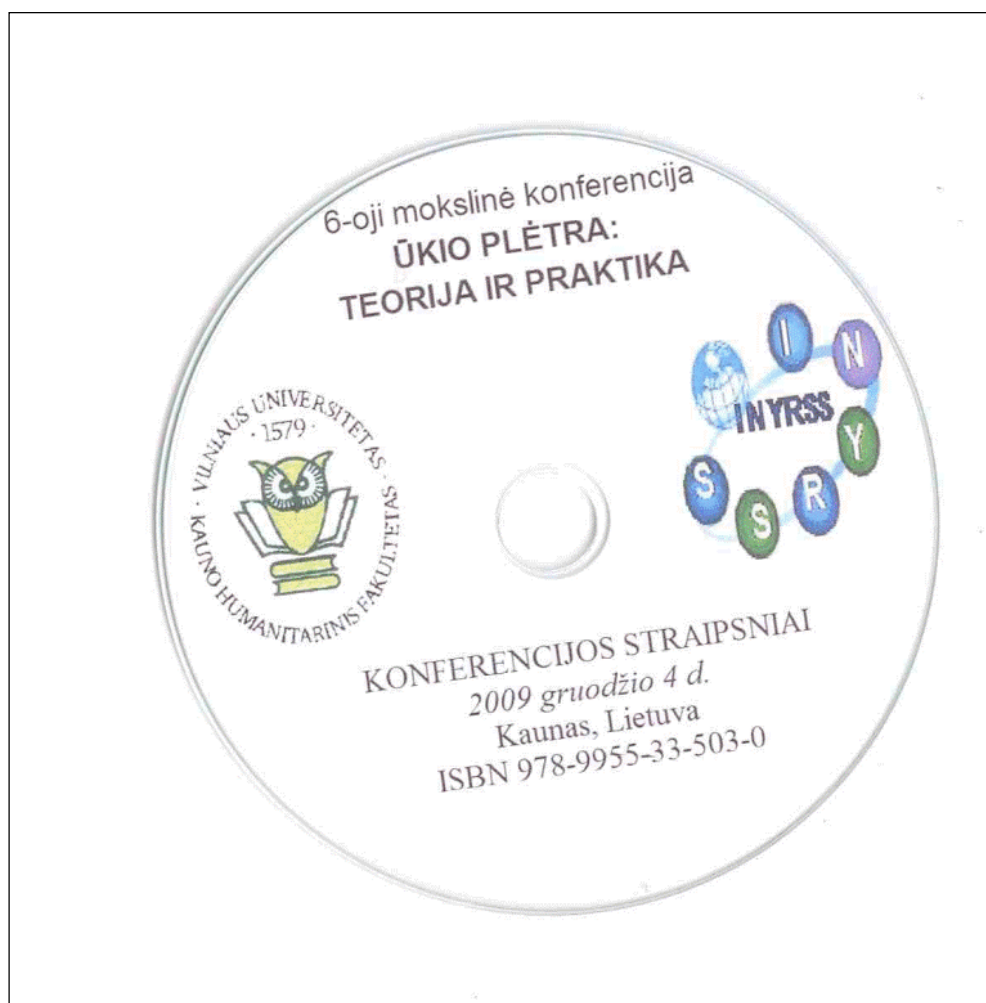 6-oji mokslinė konferencija
ŪKIO PLĖTRA:
TEORIJA IR PRAKTIKA
· VILNIAUS UNIVERSITETAS ·
KAUNO HUMANITARINIS FAKULTETAS
· 1579 ·
I
N
Y
R
S
S
INYRSS
KONFERENCIJOS STRAIPSNIAI
2009 gruodžio 4 d.
Kaunas, Lietuva
ISBN 978-9955-33-503-0